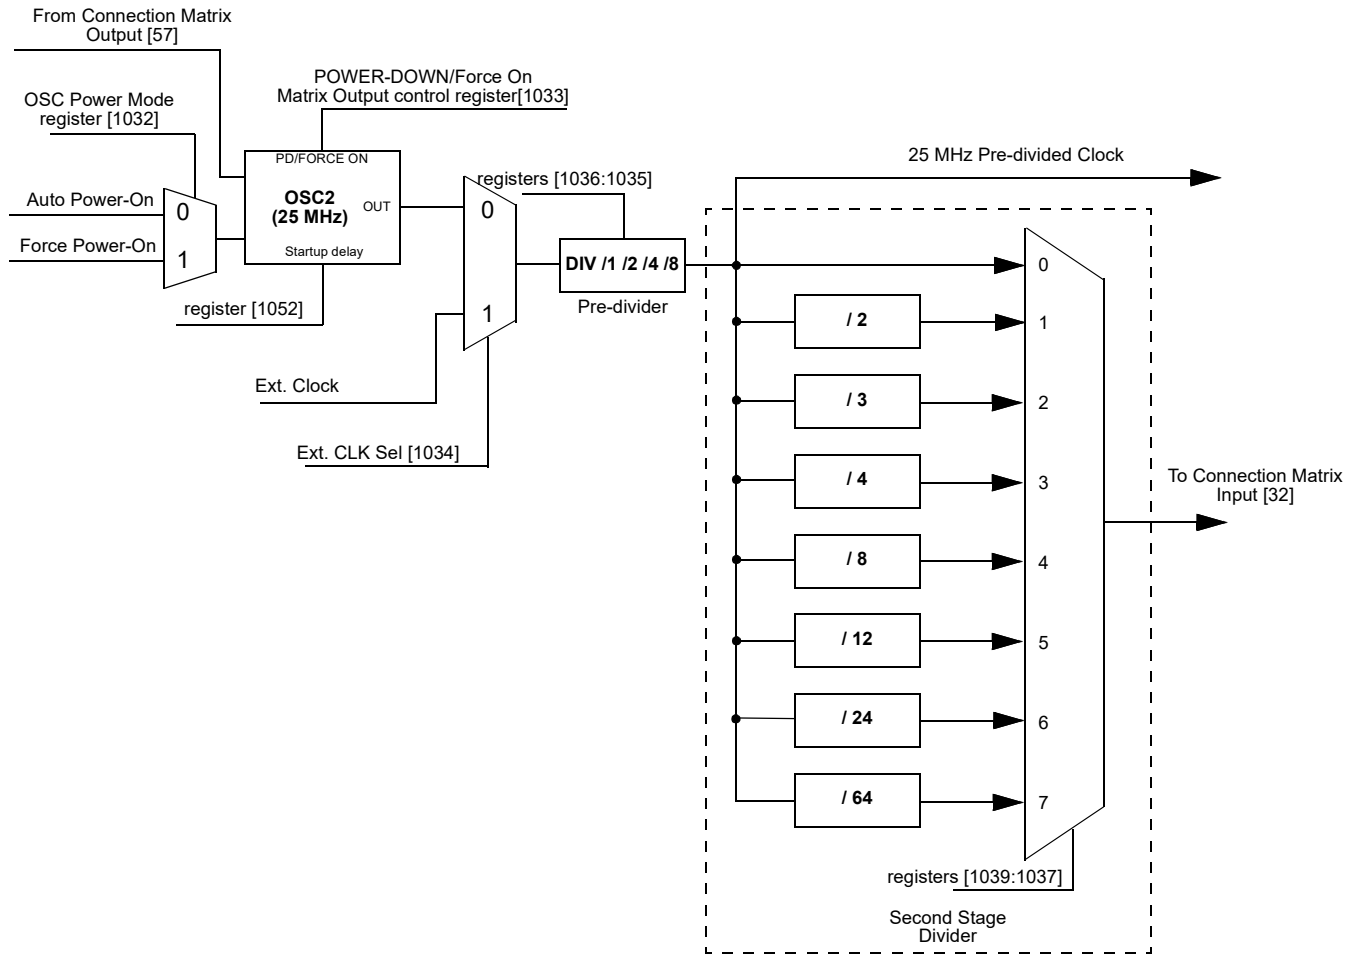 From Connection Matrix
Output [57]
POWER-DOWN/Force On
Matrix Output control register[1033]
OSC Power Mode
register [1032]
PD/FORCE ON
OSC2
(25 MHz)
OUT
Startup delay
Auto Power-On
0
Force Power-On
1
register [1052]
0
1
registers [1036:1035]
DIV /1 /2 /4 /8
Pre-divider
Ext. Clock
Ext. CLK Sel [1034]
25 MHz Pre-divided Clock
0
/ 2
1
/ 3
2
/ 4
3
/ 8
4
/ 12
5
/ 24
6
/ 64
7
To Connection Matrix
Input [32]
registers [1039:1037]
Second Stage
Divider